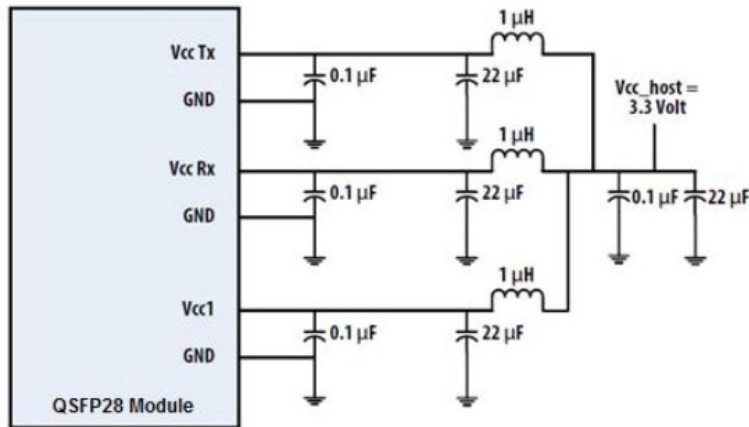 1 μH
Vcc Tx
0.1 μF
22 μF
GND
Vcc_host =
3.3 Volt
1 μH
Vcc Rx
0.1 μF
22 μF
0.1 μF
22 μF
GND
1 μH
Vcc1
0.1 μF
22 μF
GND
QSFP28 Module